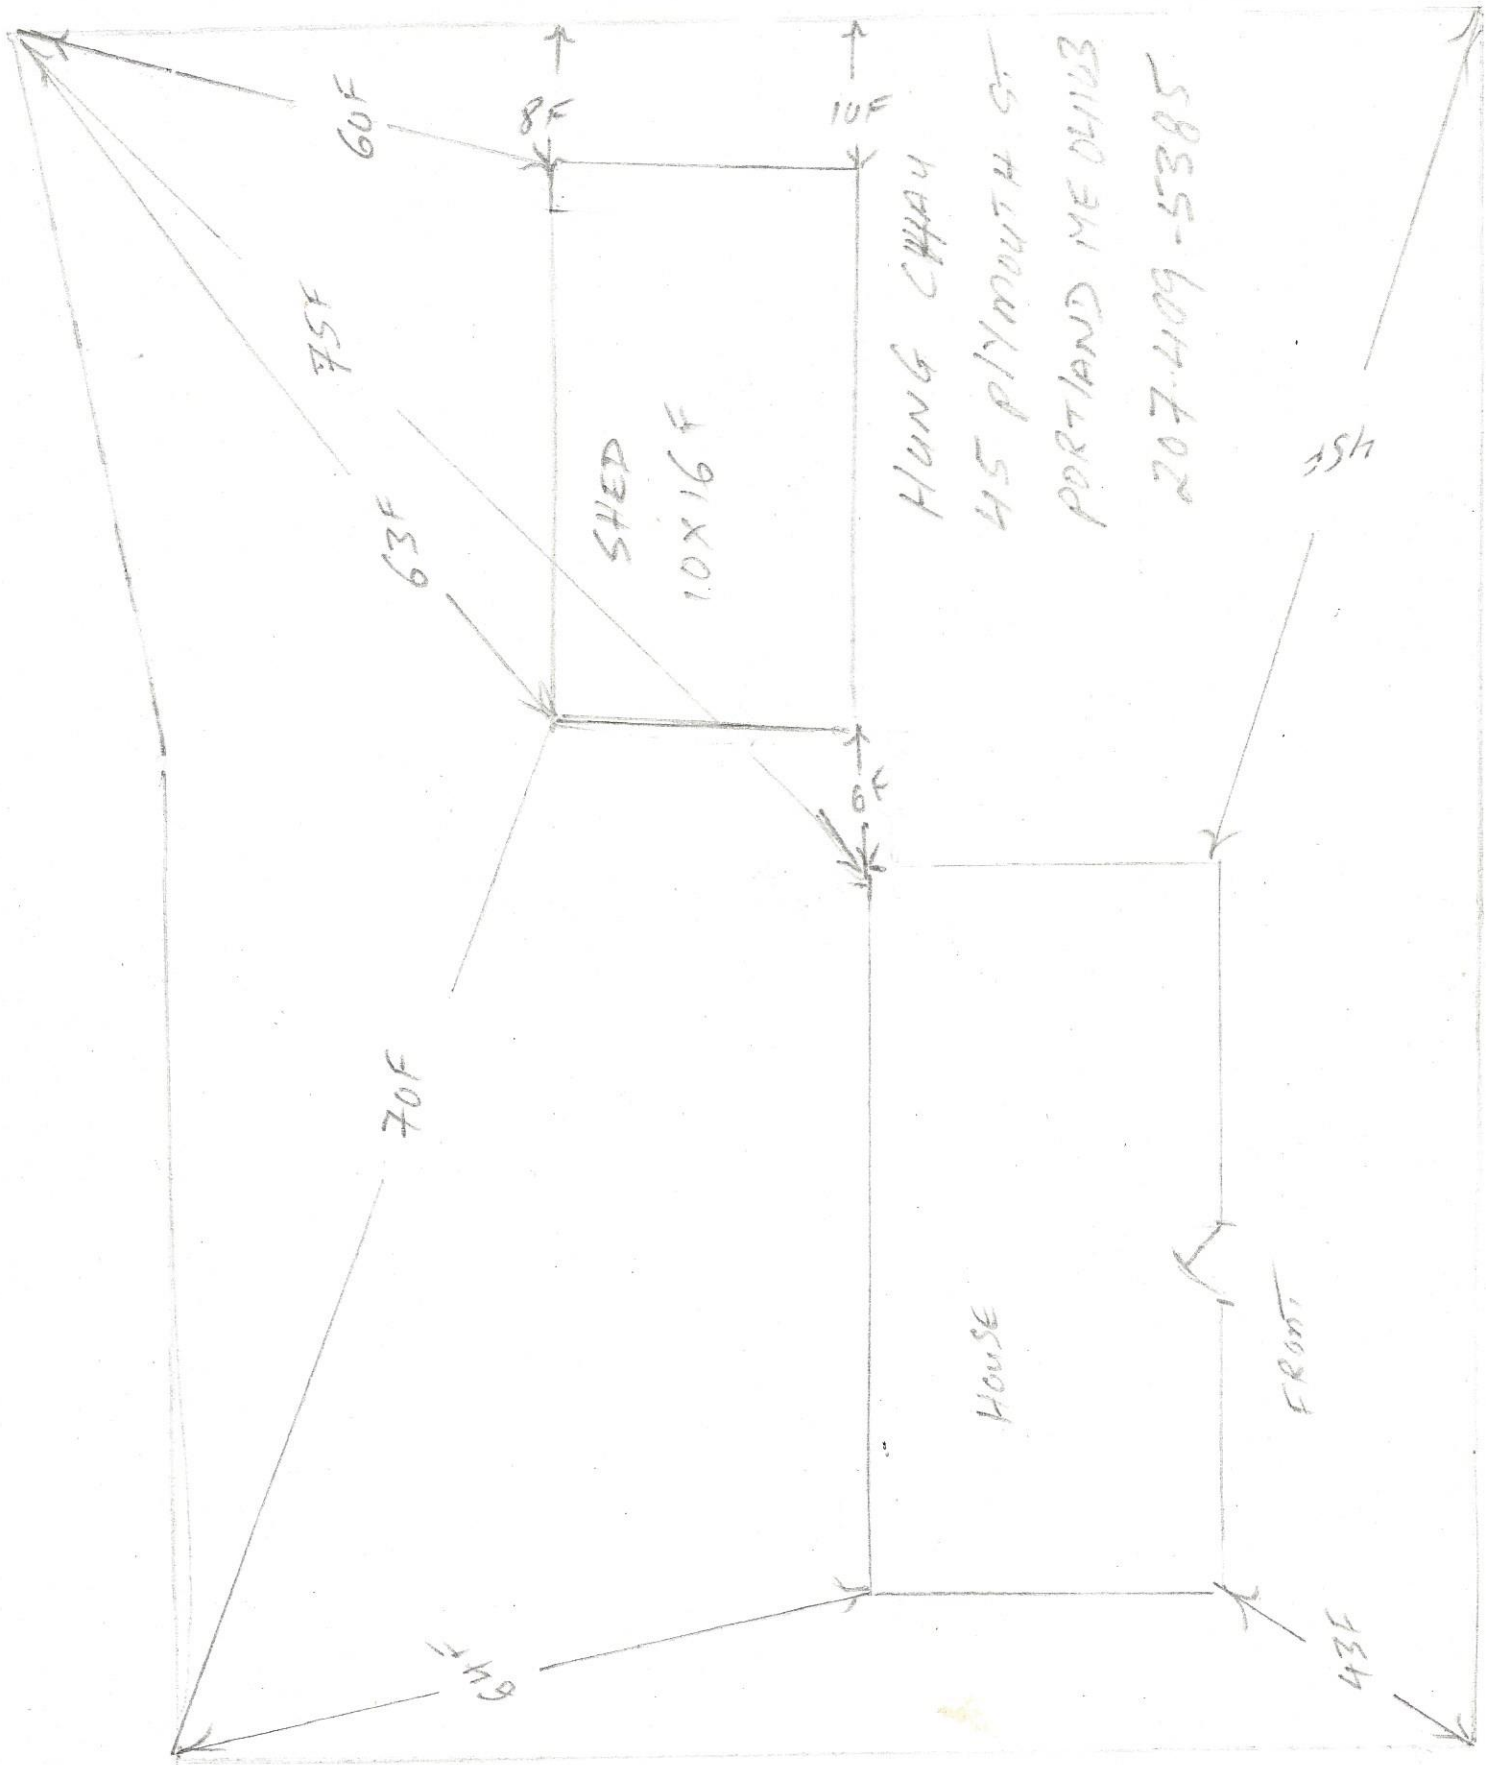 60F
8F
10F
75F
63F
SHED
10X16F
HUNG CHAU
45 PlYMOUTH ST
PORTlAND ME 04103
207-409-5385
45F
6F
70F
HOUSE
FRONT
64F
43F